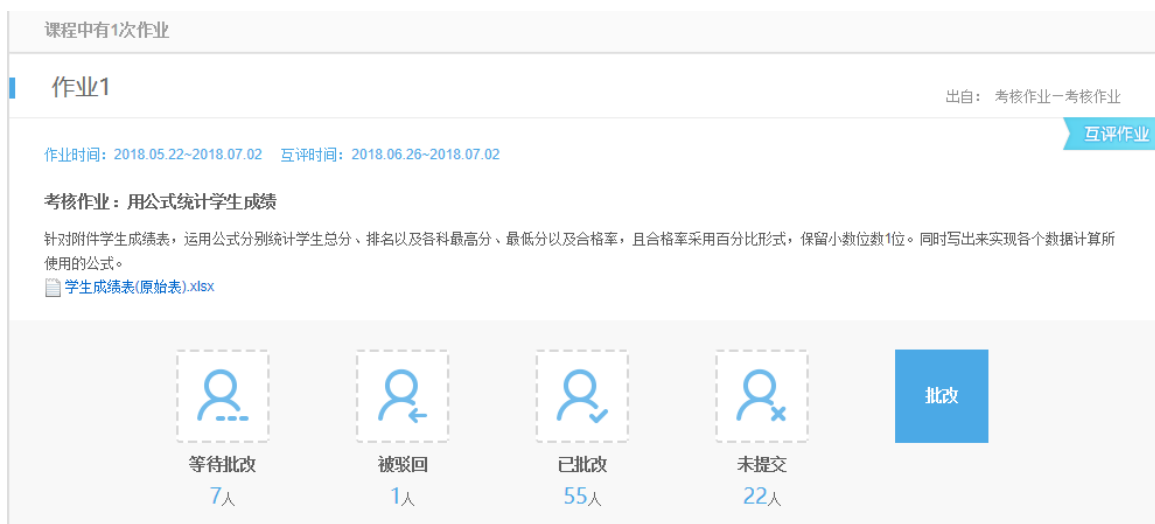 课程中有1次作业
作业1
出自： 考核作业－考核作业
互评作业
作业时间：2018.05.22~2018.07.02 互评时间：2018.06.26~2018.07.02
考核作业：用公式统计学生成绩
针对附件学生成绩表，运用公式分别统计学生总分、排名以及各科最高分、最低分以及合格率，且合格率采用百分比形式，保留小数位数1位。同时写出来实现各个数据计算所
使用的公式。
学生成绩表(原始表).xlsx
批改
等待批改 被驳回 已批改 未提交
7人 1人 55人 22人